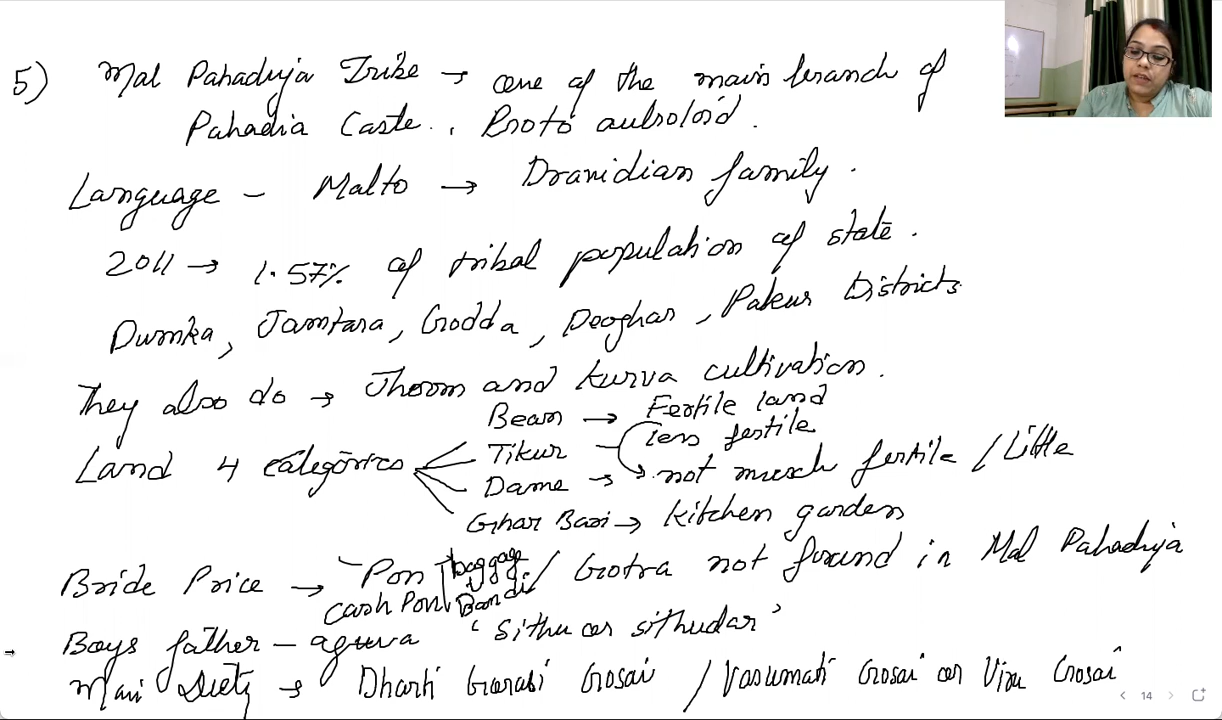 5) Mal Pahadiya Tribe → one of the main branch of
Pahadia Caste. , Proto australoid.
Language – Malto → Dravidian family.
2011 → 1.57% of tribal population of state.
Dumka, Jamtara, Godda, Deoghar, Pakur Districts.
They also do → Jhoom and Kurva cultivation.
Bean → Fertile land
Land 4 categories
Tikur
less fertile
Dame → not much fertile / Little
Ghar Bari → kitchen garden
Bride Price → Pon baggage / Gotra not found in Mal Pahadiya
Cash Pon Bandi
Boys father – aguwa 'Sithu or sithudar'
Main Diety → Dharti Gorasi Gosai / Vasumati Gosai or Viru Gosai
14